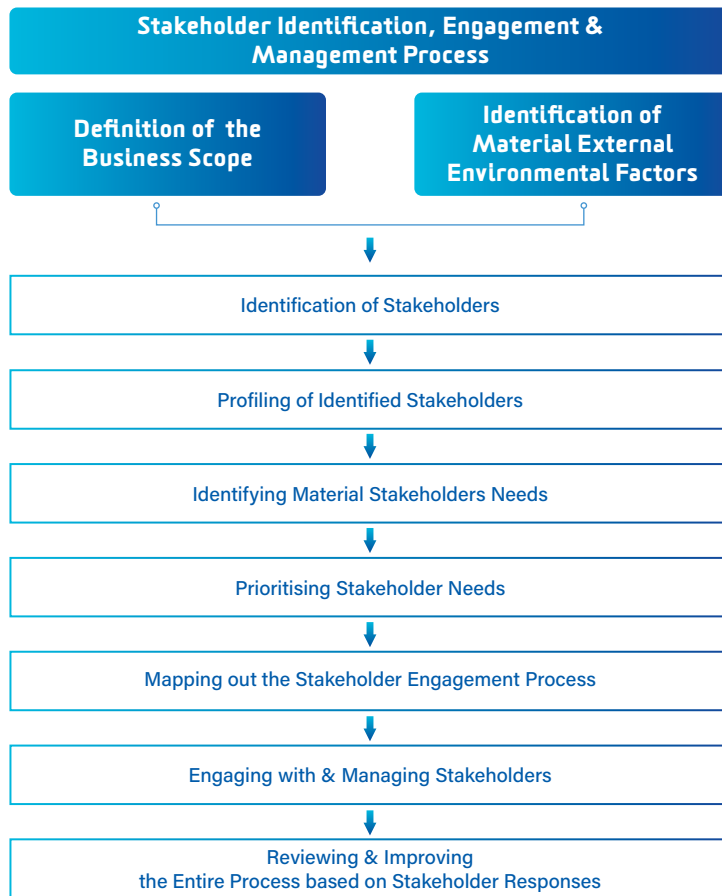 Stakeholder Identification, Engagement &
Management Process
Definition of the
Business Scope
Identification of
Material External
Environmental Factors
Identification of Stakeholders
Profiling of Identified Stakeholders
Identifying Material Stakeholders Needs
Prioritising Stakeholder Needs
Mapping out the Stakeholder Engagement Process
Engaging with & Managing Stakeholders
Reviewing & Improving
the Entire Process based on Stakeholder Responses